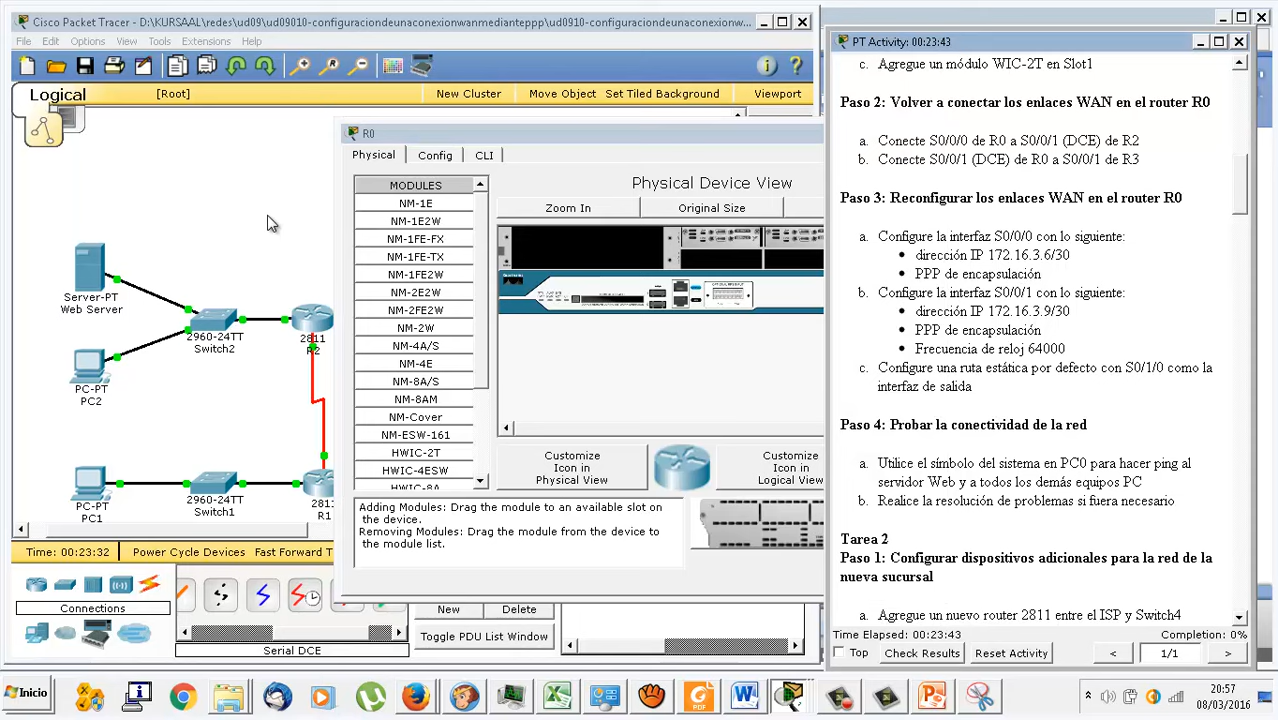 Cisco Packet Tracer - D:\KURSAAL\redes\ud09\ud0910-configuraciondeunaconexionwanmedianteppp\ud0910-configuraciondeunaconexionw...
File Edit Options View Tools Extensions Help
Logical
[Root]
New Cluster
Move Object
Set Tiled Background
Viewport
Server-PT
Web Server
2960-24TT
Switch2
2811
R2
PC-PT
PC2
PC-PT
PC1
2960-24TT
Switch1
R1
R0
Physical
Config
CLI
MODULES
NM-1E
NM-1E2W
NM-1FE-FX
NM-1FE-TX
NM-1FE2W
NM-2E2W
NM-2FE2W
NM-2W
NM-4A/S
NM-4E
NM-8A/S
NM-8AM
NM-Cover
NM-ESW-161
HWIC-2T
HWIC-4ESW
HWIC-8A
Physical Device View
Zoom In
Original Size
Customize
Icon in
Physical View
Customize
Icon in
Logical View
Adding Modules: Drag the module to an available slot on
the device.
Removing Modules: Drag the module from the device to
the module list.
Time: 00:23:32
Power Cycle Devices
Fast Forward T
Connections
Serial DCE
New
Delete
Toggle PDU List Window
PT Activity: 00:23:43
c. Agregue un módulo WIC-2T en Slot1
Paso 2: Volver a conectar los enlaces WAN en el router R0
a. Conecte S0/0/0 de R0 a S0/0/1 (DCE) de R2
b. Conecte S0/0/1 (DCE) de R0 a S0/0/1 de R3
Paso 3: Reconfigurar los enlaces WAN en el router R0
a. Configure la interfaz S0/0/0 con lo siguiente:
• dirección IP 172.16.3.6/30
• PPP de encapsulación
b. Configure la interfaz S0/0/1 con lo siguiente:
• dirección IP 172.16.3.9/30
• PPP de encapsulación
• Frecuencia de reloj 64000
c. Configure una ruta estática por defecto con S0/1/0 como la
interfaz de salida
Paso 4: Probar la conectividad de la red
a. Utilice el símbolo del sistema en PC0 para hacer ping al
servidor Web y a todos los demás equipos PC
b. Realice la resolución de problemas si fuera necesario
Tarea 2
Paso 1: Configurar dispositivos adicionales para la red de la
nueva sucursal
a. Agregue un nuevo router 2811 entre el ISP y Switch4
Time Elapsed: 00:23:43
Completion: 0%
Top
Check Results
Reset Activity
<
1/1
>
Inicio
20:57
08/03/2016